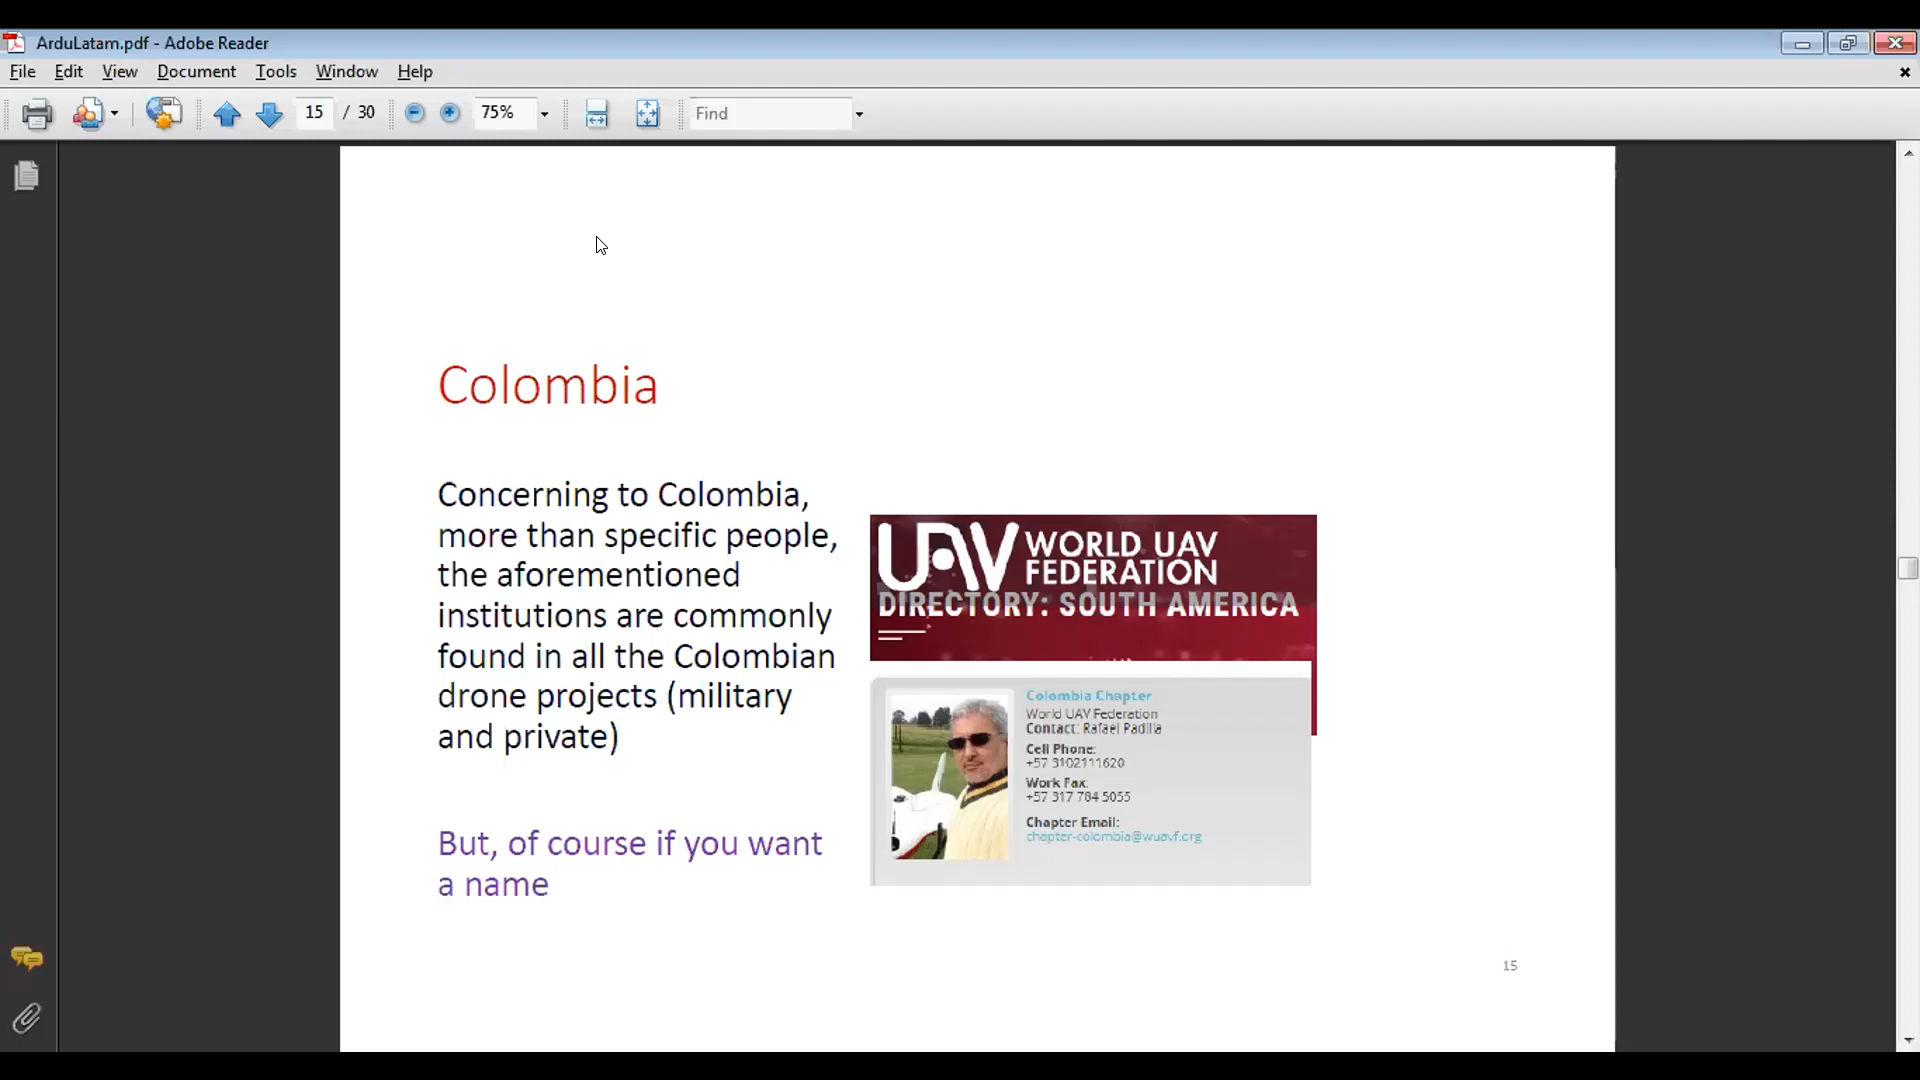 ArduLatam.pdf - Adobe Reader
File Edit View Document Tools Window Help
15 / 30 75% Find
Colombia
Concerning to Colombia,
more than specific people,
the aforementioned
institutions are commonly
found in all the Colombian
drone projects (military
and private)
But, of course if you want
a name
UAV WORLD UAV
FEDERATION
DIRECTORY: SOUTH AMERICA
Colombia Chapter
World UAV Federation
Contact: Rafael Padilla
Cell Phone:
+57 3102111620
Work Fax:
+57 317 784 5055
Chapter Email:
chapter-colombia@wuavf.org
15